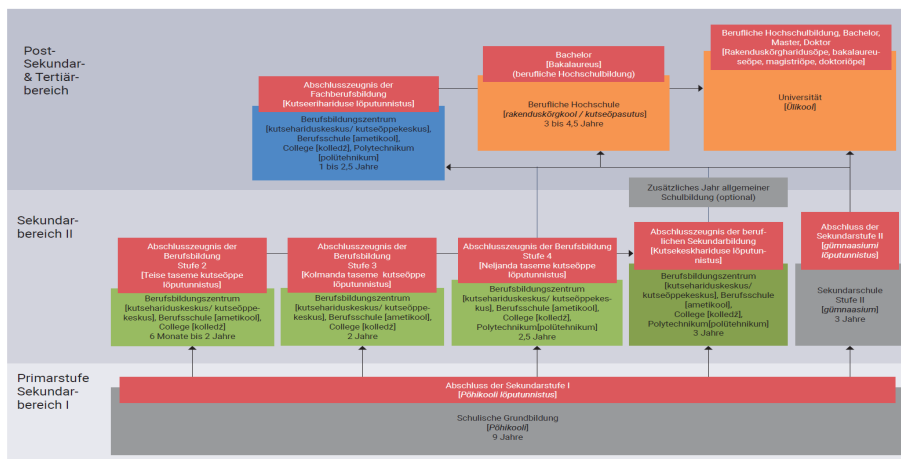 Post-
Sekundar-
& Tertiär-
bereich
Abschlusszeugnis der
Fachberufsbildung
[Kutseerihariduse lõputunnistus]
Berufsbildungszentrum
[kutsehariduskeskus/ kutseõppekeskus],
Berufsschule [ametikool],
College [kolledž], Polytechnikum
[polütehnikum]
1 bis 2,5 Jahre
Bachelor
[Bakalaureus]
(berufliche Hochschulbildung)
Berufliche Hochschule
[rakenduskõrgkool / kutseõpasutus]
3 bis 4,5 Jahre
Berufliche Hochschulbildung, Bachelor,
Master, Doktor
[Rakenduskõrgharidusõpe, bakalaureu-
seõpe, magistriõpe, doktoriõpe]
Universität
[Ülikool]
Zusätzliches Jahr allgemeiner
Schulbildung (optional)
Sekundar-
bereich II
Abschlusszeugnis der
Berufsbildung
Stufe 2
[Teise taseme kutseõppe
lõputunnistus]
Berufsbildungszentrum
[kutsehariduskeskus/ kutseõppe-
keskus], Berufsschule [ametikool],
College [kolledž]
6 Monate bis 2 Jahre
Abschlusszeugnis der
Berufsbildung
Stufe 3
[Kolmanda taseme kutseõppe
lõputunnistus]
Berufsbildungszentrum
[kutsehariduskeskus/ kutseõppe-
keskus], Berufsschule [ametikool],
College [kolledž]
2 Jahre
Abschlusszeugnis der Berufsbildung
Stufe 4
[Neljanda taseme kutseõppe
lõputunnistus]
Berufsbildungszentrum
[kutsehariduskeskus/ kutseõppekes-
kus], Berufsschule [ametikool],
College [kolledž],
Polytechnikum[polütehnikum]
2,5 Jahre
Abschlusszeugnis der beruf-
lichen Sekundarbildung
[Kutsekeskhariduse lõputun-
nistus]
Berufsbildungszentrum
[kutsehariduskeskus/
kutseõppekeskus], Berufsschule
[ametikool],
College [kolledž],
Polytechnikum[polütehnikum]
3 Jahre
Abschluss der
Sekundarstufe II
[gümnaasiumi
lõputunnistus]
Sekundarschule
Stufe II
[gümnaasium]
3 Jahre
Primarstufe
Sekundar-
bereich I
Abschluss der Sekundarstufe I
[Põhikooli lõputunnistus]
Schulische Grundbildung
[Põhikooli]
9 Jahre